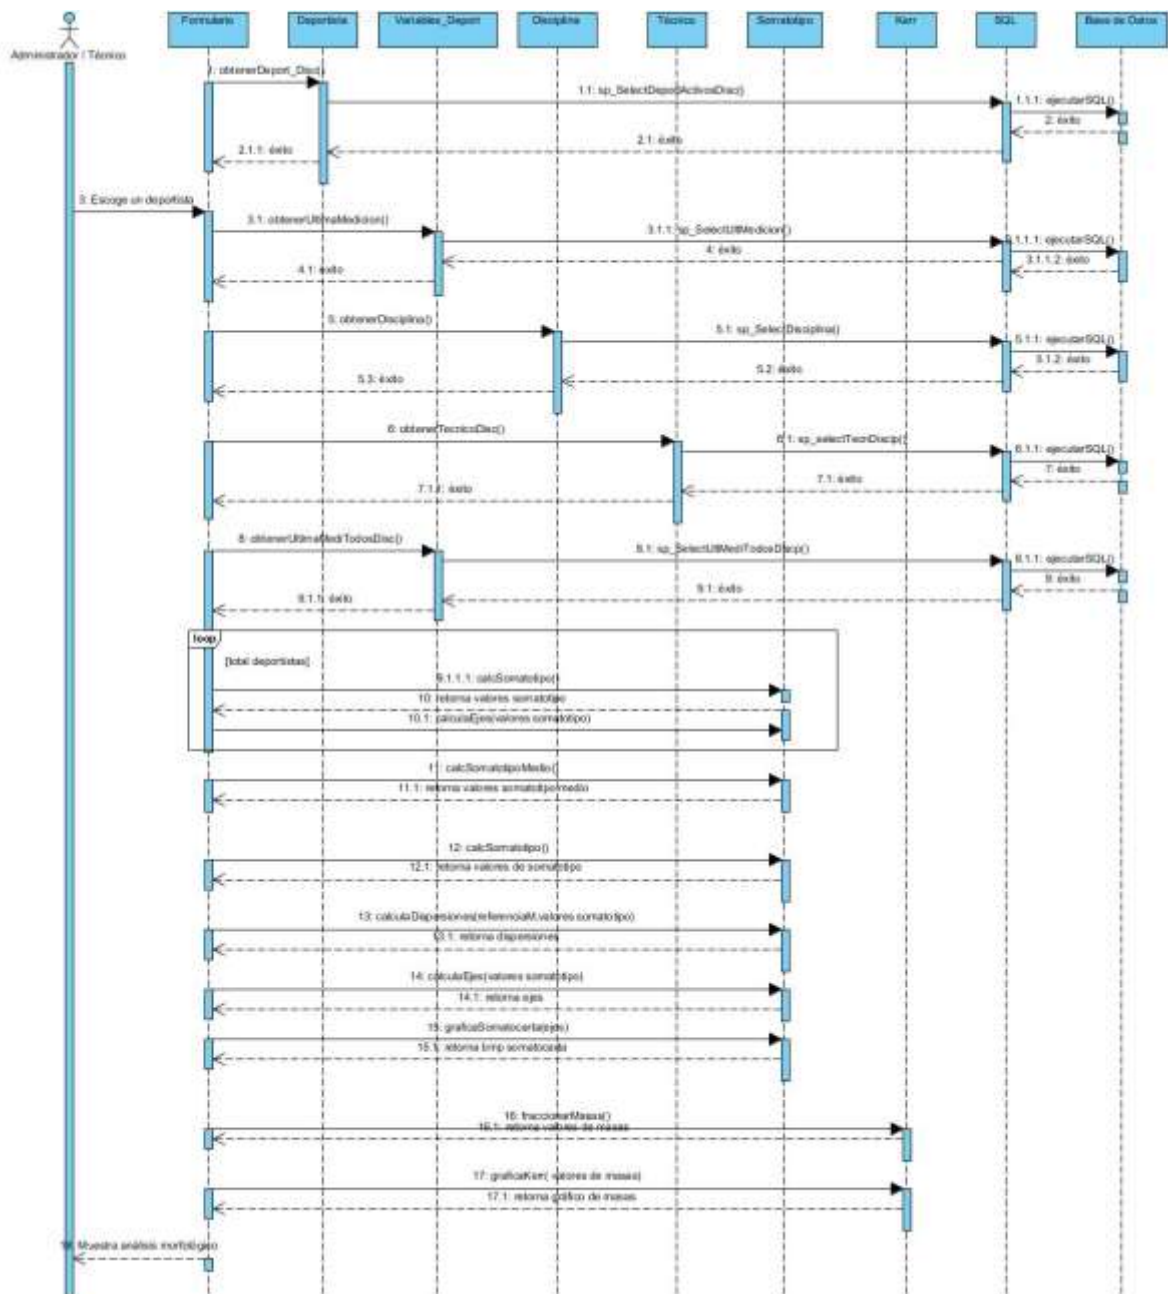 Formulario
Deportista
Variables_Deport
Disciplina
Técnico
Somatotipo
Kerr
SQL
Base de Datos
Administrador / Técnico
1: obtenerDeport_Disc()
1.1: sp_SelectDeportActivosDisc()
1.1.1: ejecutarSQL()
2: éxito
2.1: éxito
2.1.1: éxito
3: Escoge un deportista
3.1: obtenerUltimaMedicion()
3.1.1: sp_SelectUltMedicion()
3.1.1.1: ejecutarSQL()
4: éxito
3.1.1.2: éxito
4.1: éxito
5: obtenerDisciplina()
5.1: sp_SelectDisciplina()
5.1.1: ejecutarSQL()
3.1.2: éxito
5.2: éxito
5.3: éxito
6: obtenerTecnicoDisc()
6.1: sp_selectTecnDiscip()
6.1.1: ejecutarSQL()
7: éxito
7.1: éxito
7.1.1: éxito
8: obtenerUltimaMediTodosDisc()
8.1: sp_SelectUltMediTodosDiscp()
8.1.1: ejecutarSQL()
9: éxito
9.1: éxito
9.1.1: éxito
loop
[total deportistas]
9.1.1.1: calcSomatotipo()
10: retorna valores somatotipo
10.1: calculaEjes(valores somatotipo)
11: calcSomatotipoMedio()
11.1: retorna valores somatotipo medio
12: calcSomatotipo()
12.1: retorna valores de somatotipo
13: calculaDispersiones(referenciaM,valores somatotipo)
13.1: retorna dispersiones
14: calculaEjes(valores somatotipo)
14.1: retorna ejes
15: graficaSomatocarta(ejes)
15.1: retorna bmp somatocarta
16: fraccionarMasas()
16.1: retorna valores de masas
17: graficaKerr( valores de masas)
17.1: retorna gráfico de masas
18: Muestra análisis morfológico